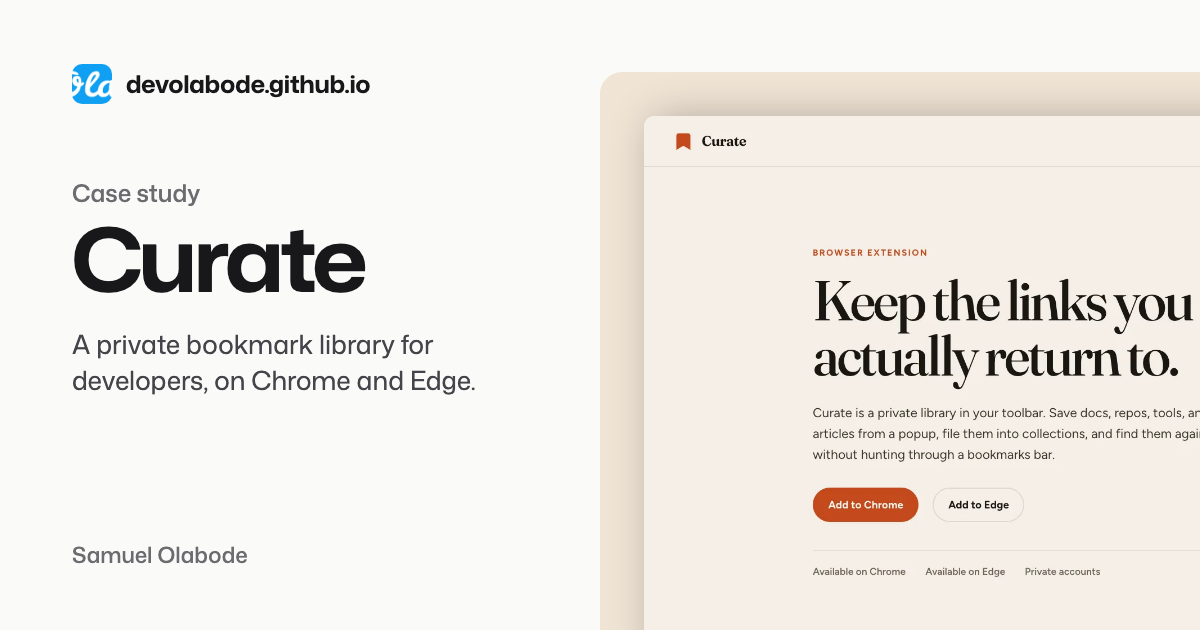 devolabode.github.io
Case study
Curate
A private bookmark library for
developers, on Chrome and Edge.
Samuel Olabode
Curate
BROWSER EXTENSION
Keep the links you
actually return to.
Curate is a private library in your toolbar. Save docs, repos, tools,
articles from a popup, file them into collections, and find them
without hunting through a bookmarks bar.
Add to Chrome
Add to Edge
Available on Chrome
Available on Edge
Private accounts